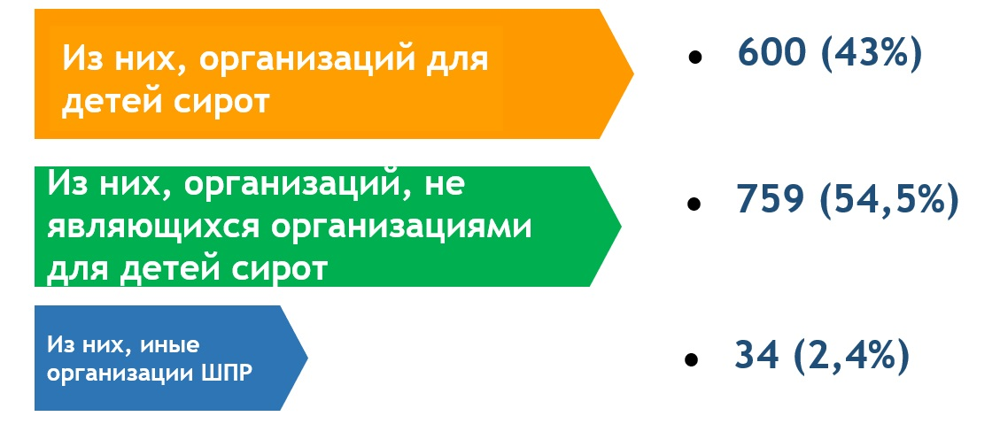 Из них, организаций для
детей сирот
• 600 (43%)
Из них, организаций, не
являющихся организациями
для детей сирот
• 759 (54,5%)
Из них, иные
организации ШПР
• 34 (2,4%)